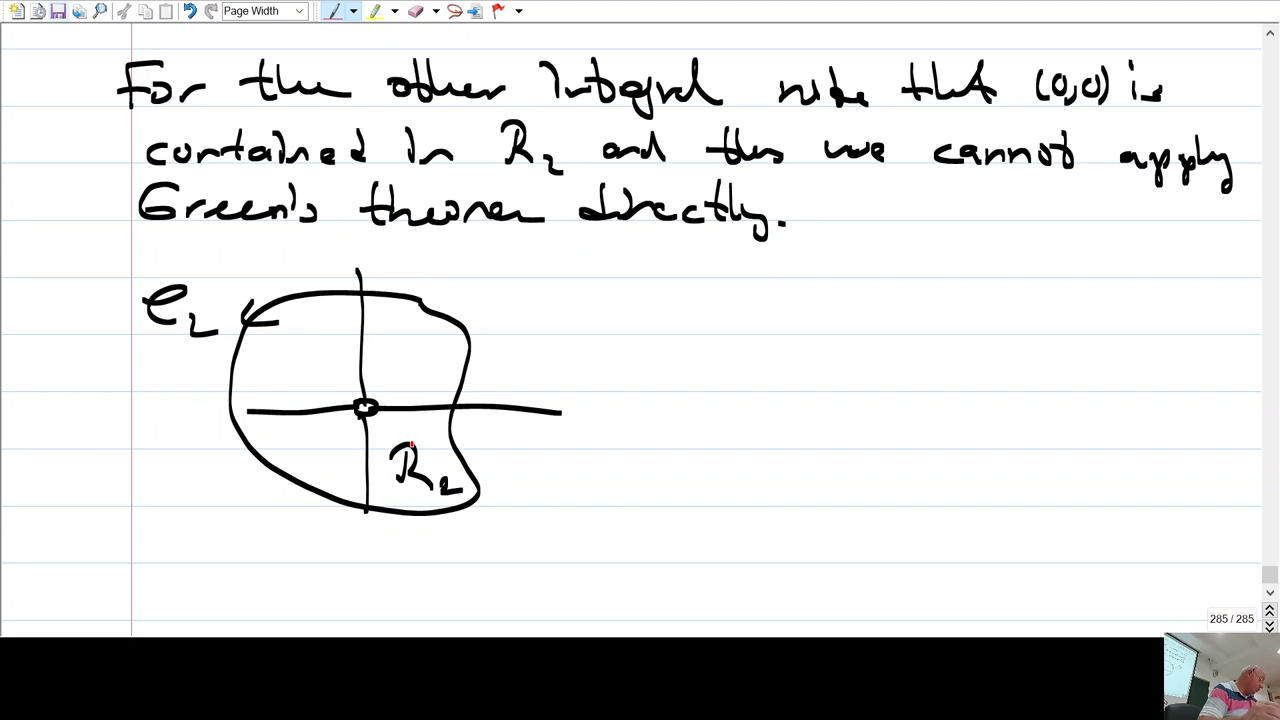 Page Width
For the other integral note that (0,0) is
contained in R2 and thus we cannot apply
Green's theorem directly.
C2
R2
285 / 285